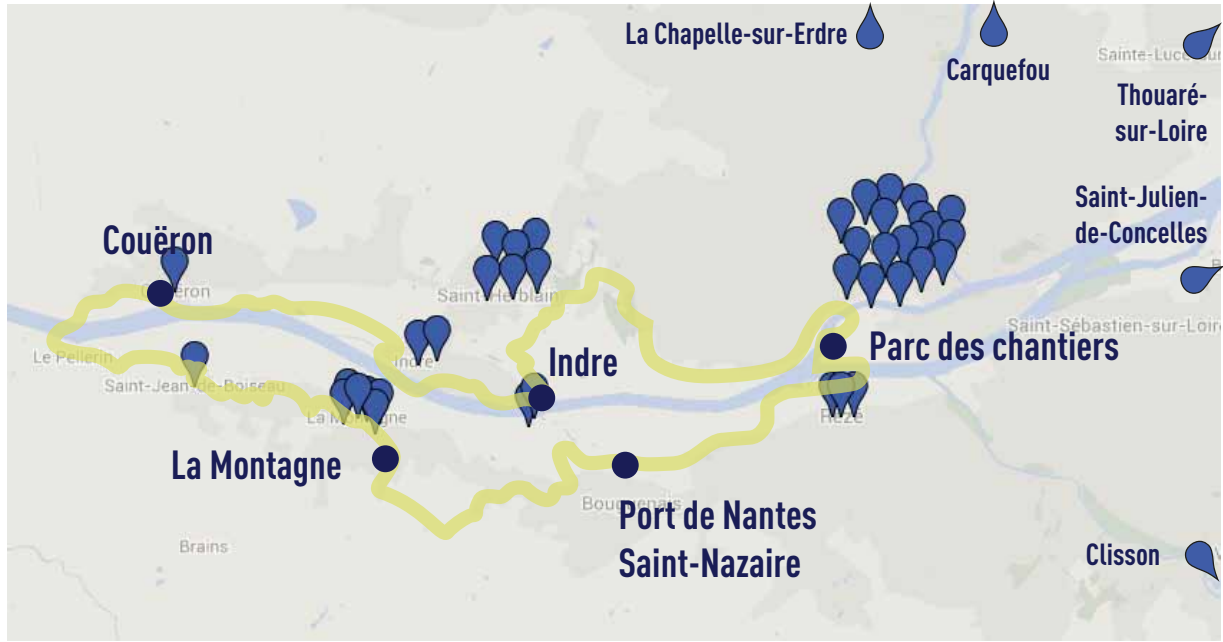 La Chapelle-sur-Erdre
Carquefou
Thouaré-
sur-Loire
Saint-Julien-
de-Concelles
Couëron
Saint-Herblain
Saint-Sébastien-sur-Loire
Le Pellerin
Indre
Indre
Parc des chantiers
Saint-Jean-de-Boiseau
La Montagne
Rezé
La Montagne
Bouguenais
Port de Nantes
Saint-Nazaire
Brains
Clisson